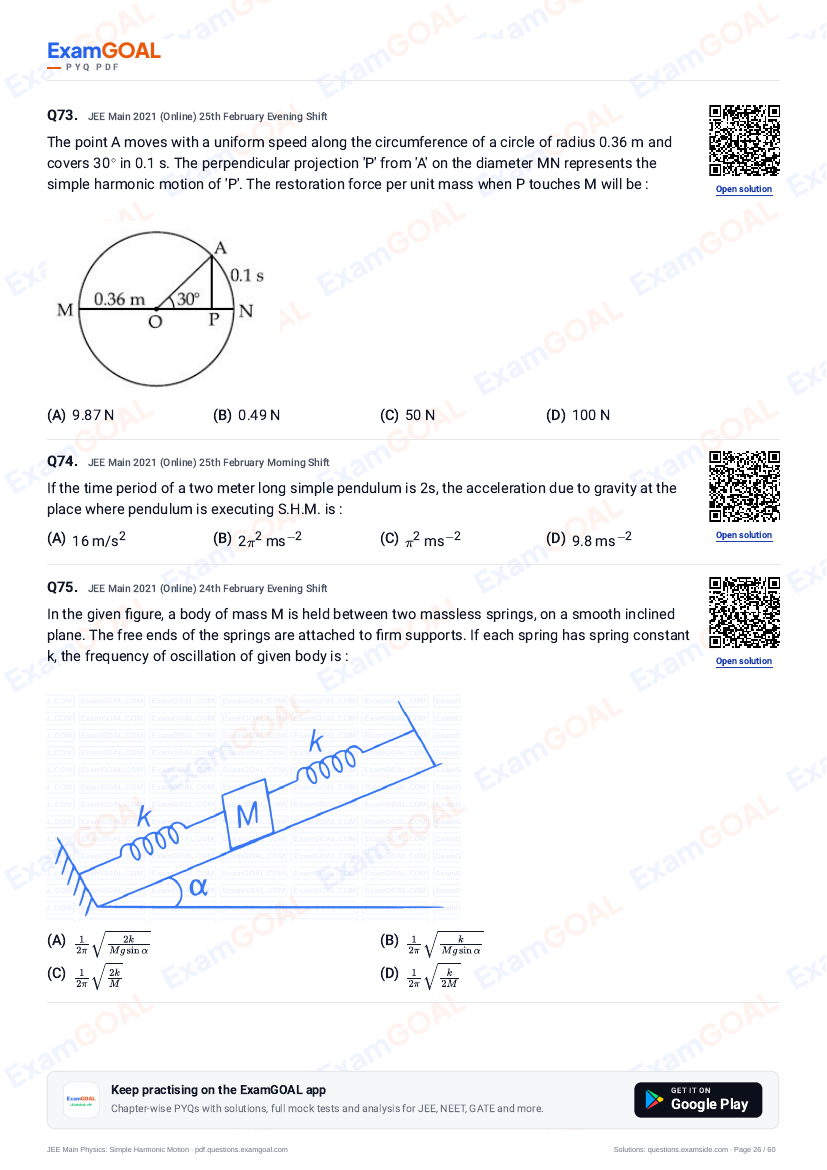 ExamGOAL
PYQ PDF
Q73. JEE Main 2021 (Online) 25th February Evening Shift
The point A moves with a uniform speed along the circumference of a circle of radius 0.36 m and
covers 30° in 0.1 s. The perpendicular projection 'P' from 'A' on the diameter MN represents the
simple harmonic motion of 'P'. The restoration force per unit mass when P touches M will be :
Open solution
A
0.1 s
0.36 m
30°
M
N
O
P
(A) 9.87 N (B) 0.49 N (C) 50 N (D) 100 N
Q74. JEE Main 2021 (Online) 25th February Morning Shift
If the time period of a two meter long simple pendulum is 2s, the acceleration due to gravity at the
place where pendulum is executing S.H.M. is :
(A) 16 m/s² (B) 2π² ms⁻² (C) π² ms⁻² (D) 9.8 ms⁻²
Open solution
Q75. JEE Main 2021 (Online) 24th February Evening Shift
In the given figure, a body of mass M is held between two massless springs, on a smooth inclined
plane. The free ends of the springs are attached to firm supports. If each spring has spring constant
k, the frequency of oscillation of given body is :
Open solution
k
k
M
α
(A) 1/2π √(2k/Mg sin α) (B) 1/2π √(k/Mg sin α)
(C) 1/2π √(2k/M) (D) 1/2π √(k/2M)
Keep practising on the ExamGOAL app
Chapter-wise PYQs with solutions, full mock tests and analysis for JEE, NEET, GATE and more.
GET IT ON
Google Play
JEE Main Physics: Simple Harmonic Motion · pdf.questions.examgoal.com
Solutions: questions.examside.com · Page 26 / 60